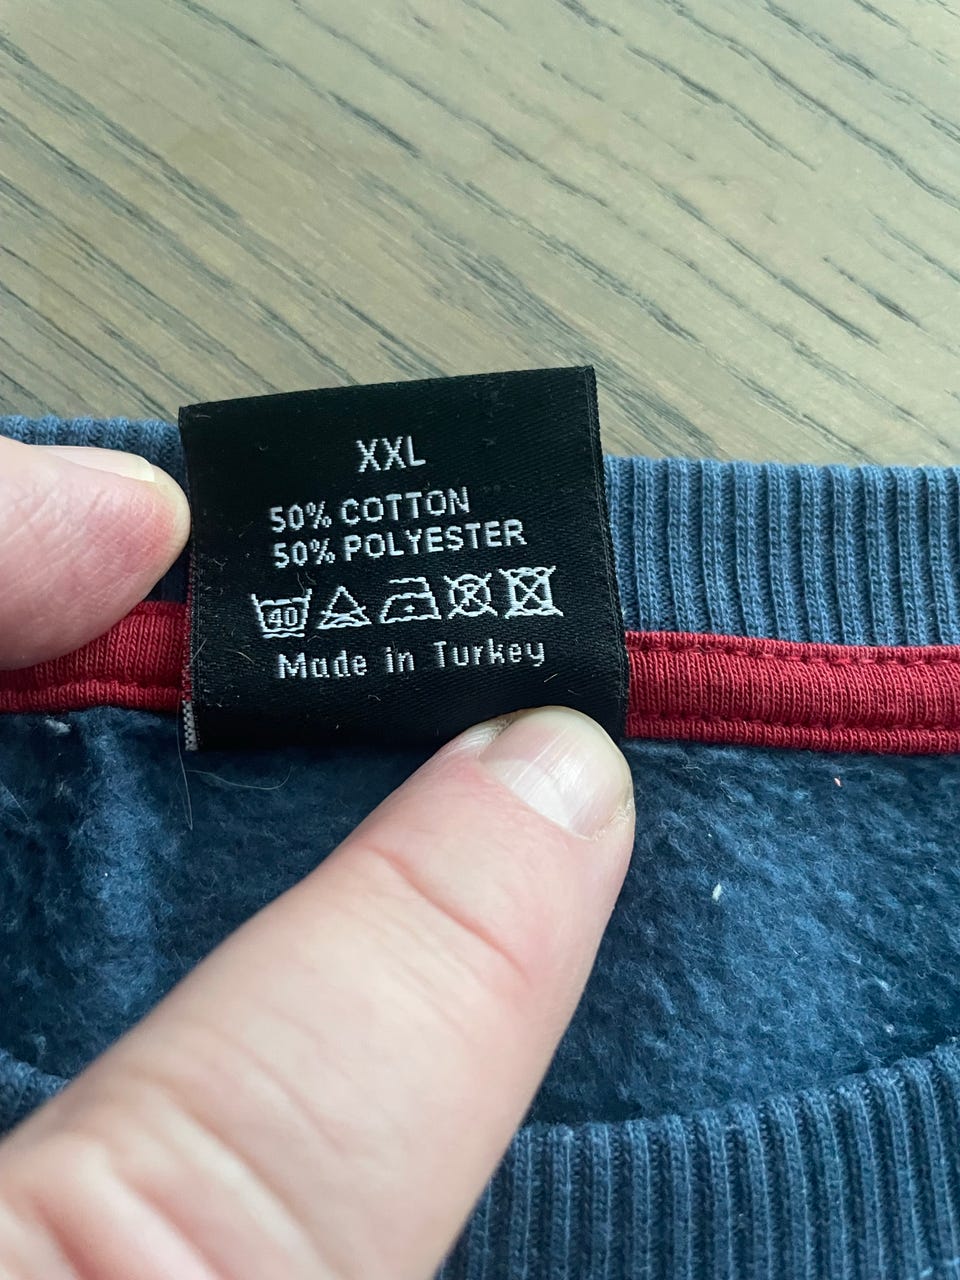 XXL
50% COTTON
50% POLYESTER
40
Made in Turkey